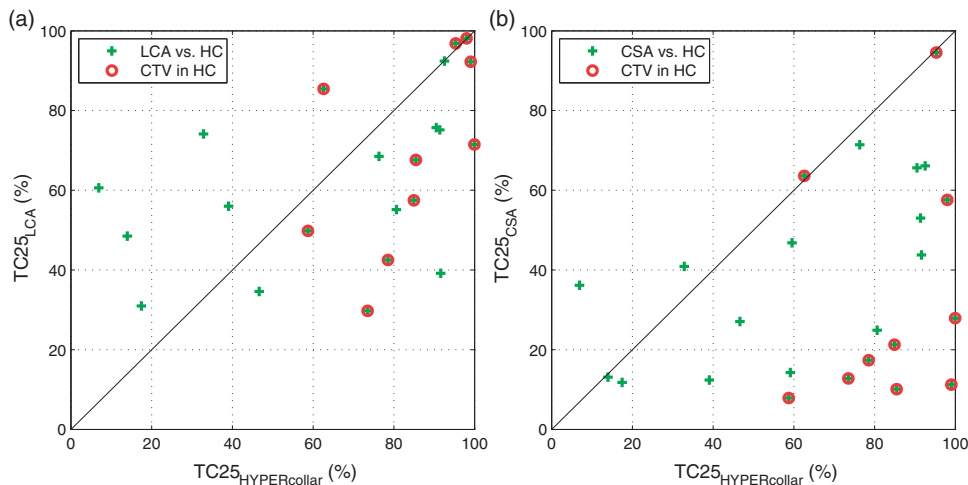 (a)
100
80
60
40
20
0
0 20 40 60 80 100
TC25LCA (%)
TC25HYPERcollar (%)
LCA vs. HC
CTV in HC
(b)
100
80
60
40
20
0
0 20 40 60 80 100
TC25CSA (%)
TC25HYPERcollar (%)
CSA vs. HC
CTV in HC